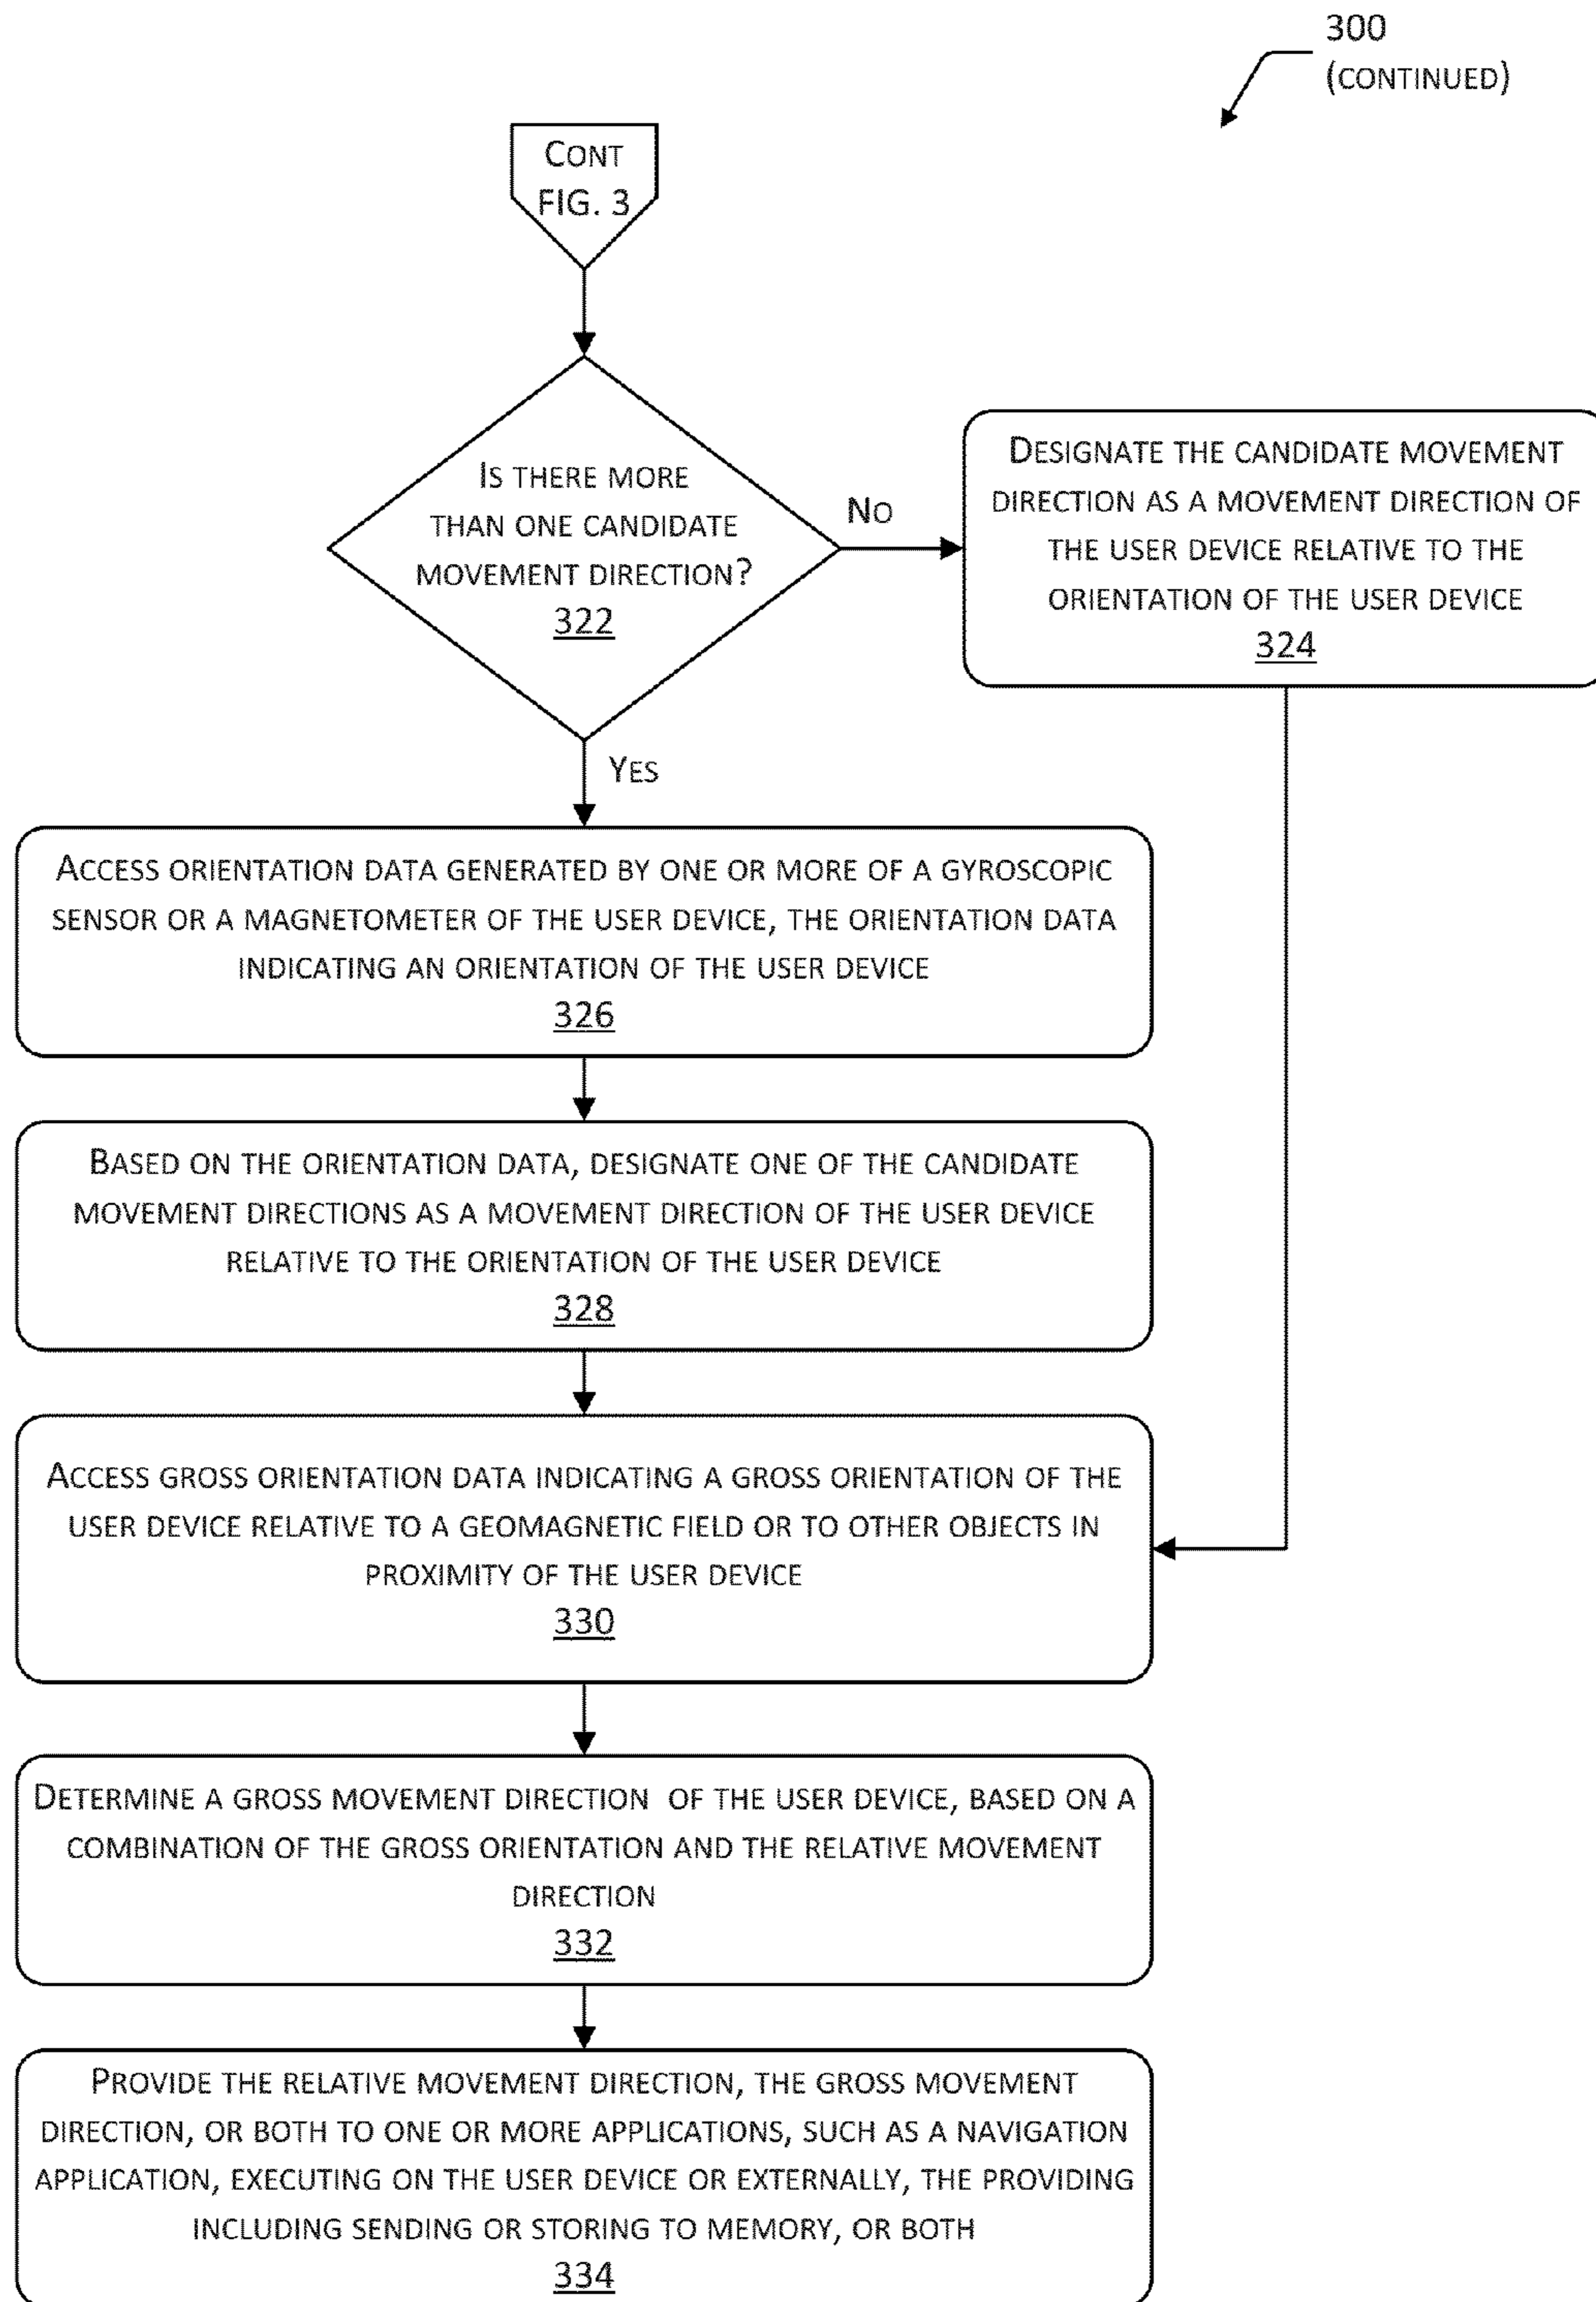 300
(CONTINUED)
CONT
FIG. 3
IS THERE MORE
THAN ONE CANDIDATE
MOVEMENT DIRECTION?
322
NO
DESIGNATE THE CANDIDATE MOVEMENT
DIRECTION AS A MOVEMENT DIRECTION OF
THE USER DEVICE RELATIVE TO THE
ORIENTATION OF THE USER DEVICE
324
YES
ACCESS ORIENTATION DATA GENERATED BY ONE OR MORE OF A GYROSCOPIC
SENSOR OR A MAGNETOMETER OF THE USER DEVICE, THE ORIENTATION DATA
INDICATING AN ORIENTATION OF THE USER DEVICE
326
BASED ON THE ORIENTATION DATA, DESIGNATE ONE OF THE CANDIDATE
MOVEMENT DIRECTIONS AS A MOVEMENT DIRECTION OF THE USER DEVICE
RELATIVE TO THE ORIENTATION OF THE USER DEVICE
328
ACCESS GROSS ORIENTATION DATA INDICATING A GROSS ORIENTATION OF THE
USER DEVICE RELATIVE TO A GEOMAGNETIC FIELD OR TO OTHER OBJECTS IN
PROXIMITY OF THE USER DEVICE
330
DETERMINE A GROSS MOVEMENT DIRECTION OF THE USER DEVICE, BASED ON A
COMBINATION OF THE GROSS ORIENTATION AND THE RELATIVE MOVEMENT
DIRECTION
332
PROVIDE THE RELATIVE MOVEMENT DIRECTION, THE GROSS MOVEMENT
DIRECTION, OR BOTH TO ONE OR MORE APPLICATIONS, SUCH AS A NAVIGATION
APPLICATION, EXECUTING ON THE USER DEVICE OR EXTERNALLY, THE PROVIDING
INCLUDING SENDING OR STORING TO MEMORY, OR BOTH
334